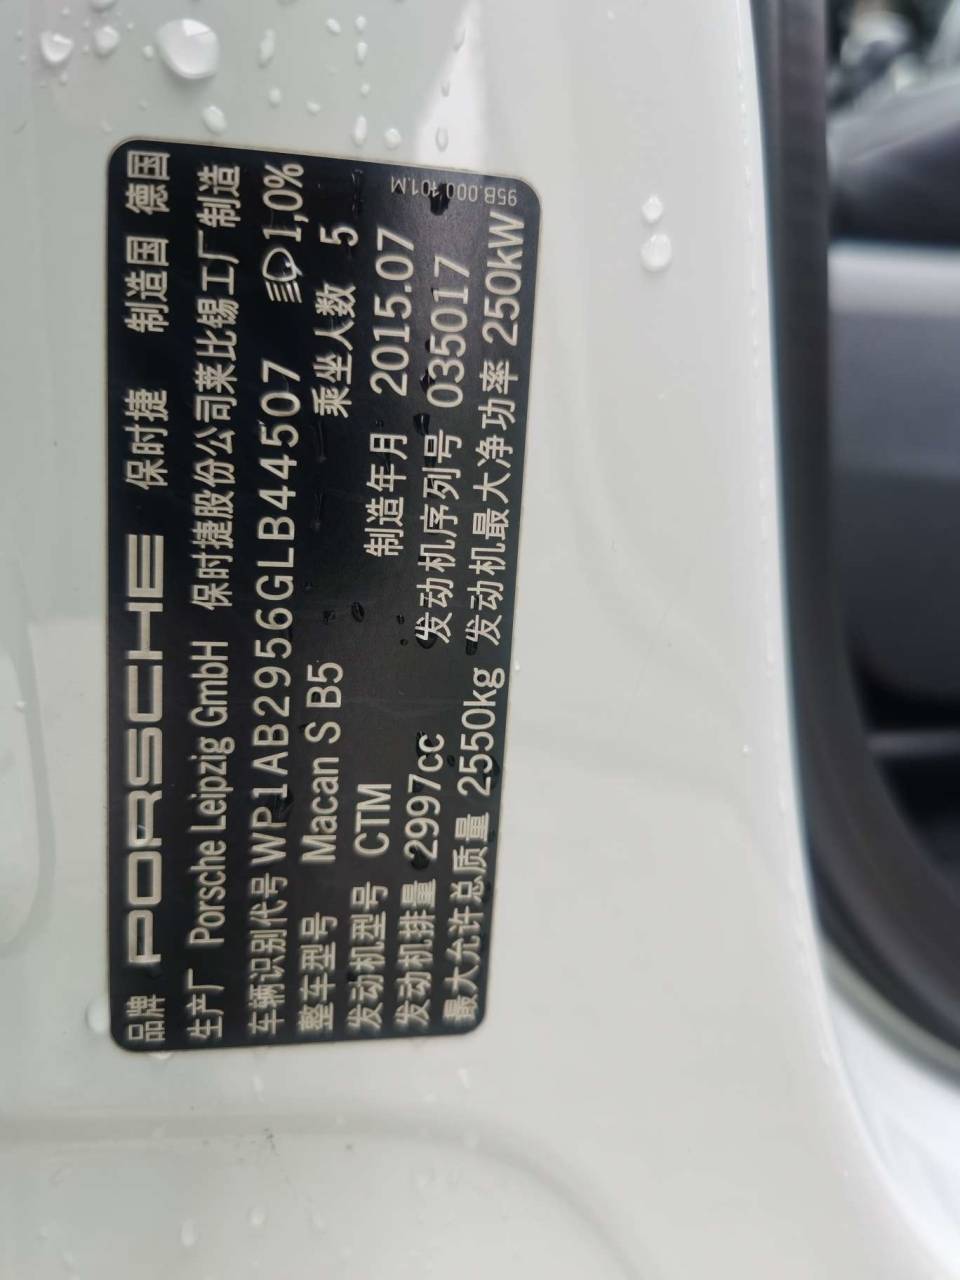 品牌 PORSCHE 保时捷 制造国 德国
生产厂 Porsche Leipzig GmbH 保时捷股份公司莱比锡工厂制造
车辆识别代号 WP1AB2956GLB44507 1,0%
整车型号 Macan S B5 乘坐人数 5
发动机型号 CTM 制造年月 2015.07
发动机排量 2997cc 发动机序列号 035017
最大允许总质量 2550kg 发动机最大净功率 250kW
95B.000.101.M